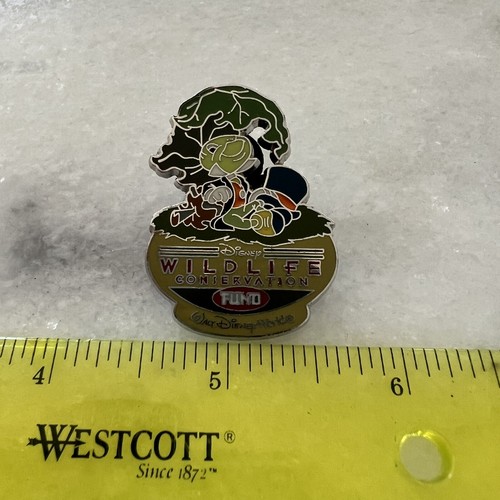 Disney
WILDLIFE
CONSERVATION
FUND
Walt Disney World
4 5 6
WESTCOTT®
Since 1872™